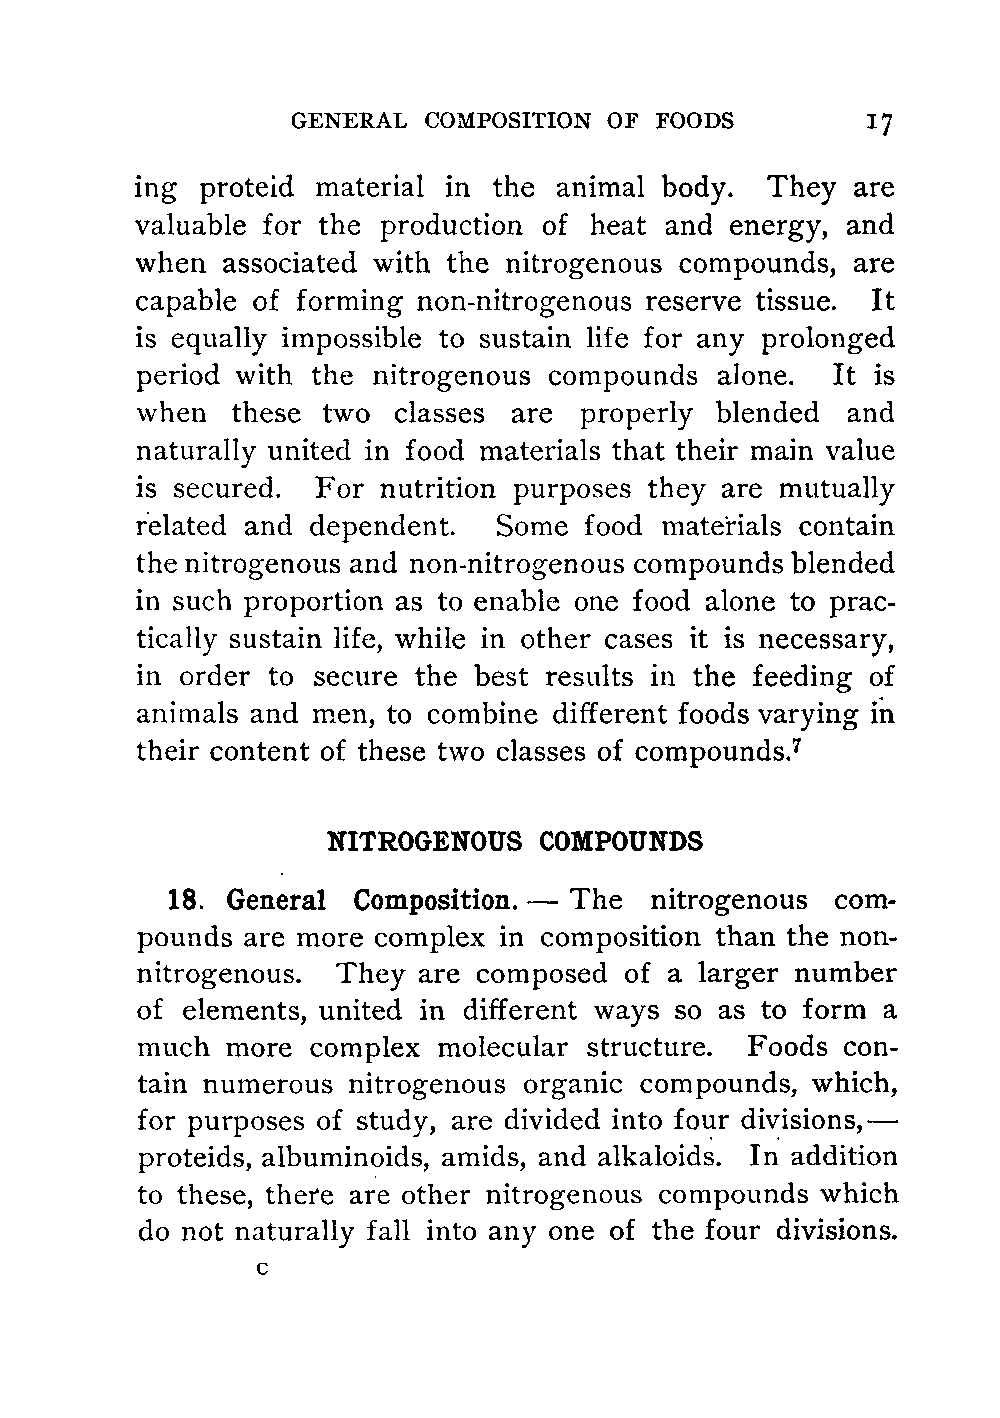 GENERAL COMPOSITION OF FOODS 17
ing proteid material in the animal body. They are
valuable for the production of heat and energy, and
when associated with the nitrogenous compounds, are
capable of forming non-nitrogenous reserve tissue. It
is equally impossible to sustain life for any prolonged
period with the nitrogenous compounds alone. It is
when these two classes are properly blended and
naturally united in food materials that their main value
is secured. For nutrition purposes they are mutually
related and dependent. Some food materials contain
the nitrogenous and non-nitrogenous compounds blended
in such proportion as to enable one food alone to prac-
tically sustain life, while in other cases it is necessary,
in order to secure the best results in the feeding of
animals and men, to combine different foods varying in
their content of these two classes of compounds.⁷
NITROGENOUS COMPOUNDS
18. General Composition. — The nitrogenous com-
pounds are more complex in composition than the non-
nitrogenous. They are composed of a larger number
of elements, united in different ways so as to form a
much more complex molecular structure. Foods con-
tain numerous nitrogenous organic compounds, which,
for purposes of study, are divided into four divisions,—
proteids, albuminoids, amids, and alkaloids. In addition
to these, there are other nitrogenous compounds which
do not naturally fall into any one of the four divisions.
C